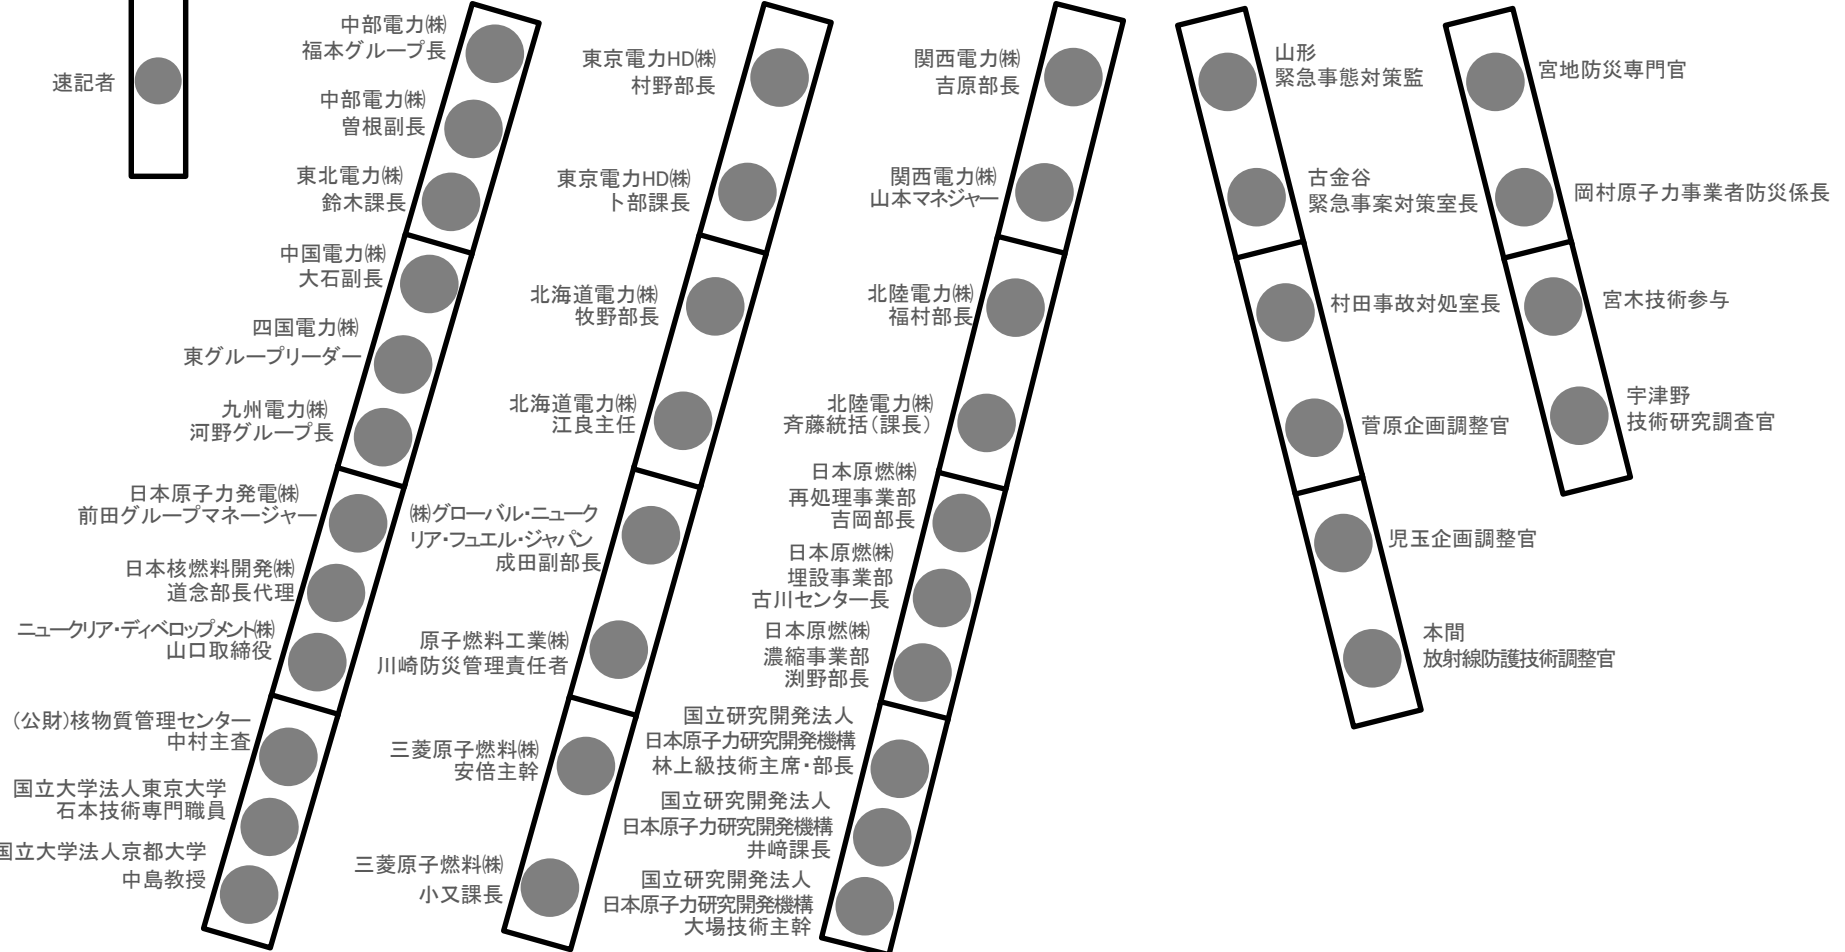 速記者
中部電力㈱
福本グループ長
中部電力㈱
曽根副長
東北電力㈱
鈴木課長
中国電力㈱
大石副長
四国電力㈱
東グループリーダー
九州電力㈱
河野グループ長
日本原子力発電㈱
前田グループマネージャー
日本核燃料開発㈱
道念部長代理
ニュークリア・ディベロップメント㈱
山口取締役
(公財)核物質管理センター
中村主査
国立大学法人東京大学
石本技術専門職員
国立大学法人京都大学
中島教授
東京電力HD㈱
村野部長
東京電力HD㈱
卜部課長
北海道電力㈱
牧野部長
北海道電力㈱
江良主任
㈱グローバル・ニューク
リア・フュエル・ジャパン
成田副部長
原子燃料工業㈱
川崎防災管理責任者
三菱原子燃料㈱
安倍主幹
三菱原子燃料㈱
小又課長
関西電力㈱
吉原部長
関西電力㈱
山本マネジャー
北陸電力㈱
福村部長
北陸電力㈱
斉藤統括(課長)
日本原燃㈱
再処理事業部
吉岡部長
日本原燃㈱
埋設事業部
古川センター長
日本原燃㈱
濃縮事業部
渕野部長
国立研究開発法人
日本原子力研究開発機構
林上級技術主席・部長
国立研究開発法人
日本原子力研究開発機構
井﨑課長
国立研究開発法人
日本原子力研究開発機構
大場技術主幹
山形
緊急事態対策監
古金谷
緊急事案対策室長
村田事故対処室長
菅原企画調整官
児玉企画調整官
本間
放射線防護技術調整官
宮地防災専門官
岡村原子力事業者防災係長
宮木技術参与
宇津野
技術研究調査官